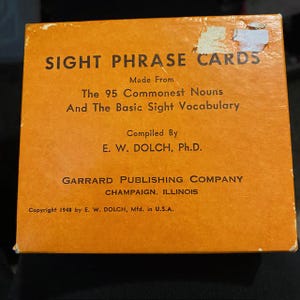 SIGHT PHRASE CARDS
Made From
The 95 Commonest Nouns
And The Basic Sight Vocabulary
Compiled By
E. W. DOLCH, Ph.D.
GARRARD PUBLISHING COMPANY
CHAMPAIGN, ILLINOIS
Copyright 1948 by E. W. DOLCH, Mfd. in U.S.A.